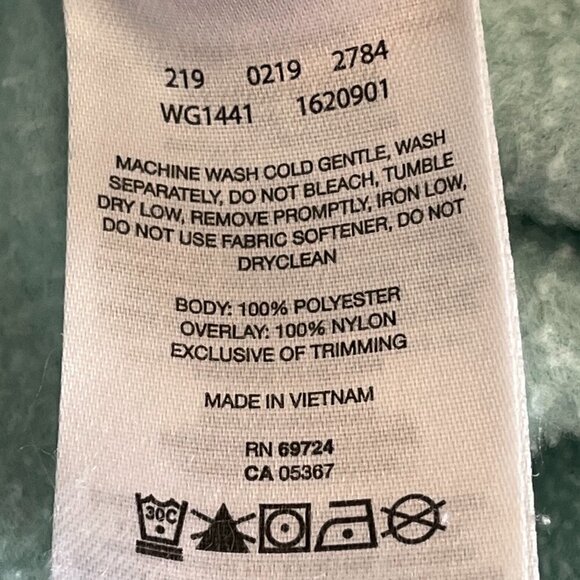 219 0219 2784
WG1441 1620901
MACHINE WASH COLD GENTLE, WASH
SEPARATELY, DO NOT BLEACH, TUMBLE
DRY LOW, REMOVE PROMPTLY, IRON LOW,
DO NOT USE FABRIC SOFTENER, DO NOT
DRYCLEAN
BODY: 100% POLYESTER
OVERLAY: 100% NYLON
EXCLUSIVE OF TRIMMING
MADE IN VIETNAM
RN 69724
CA 05367
30C